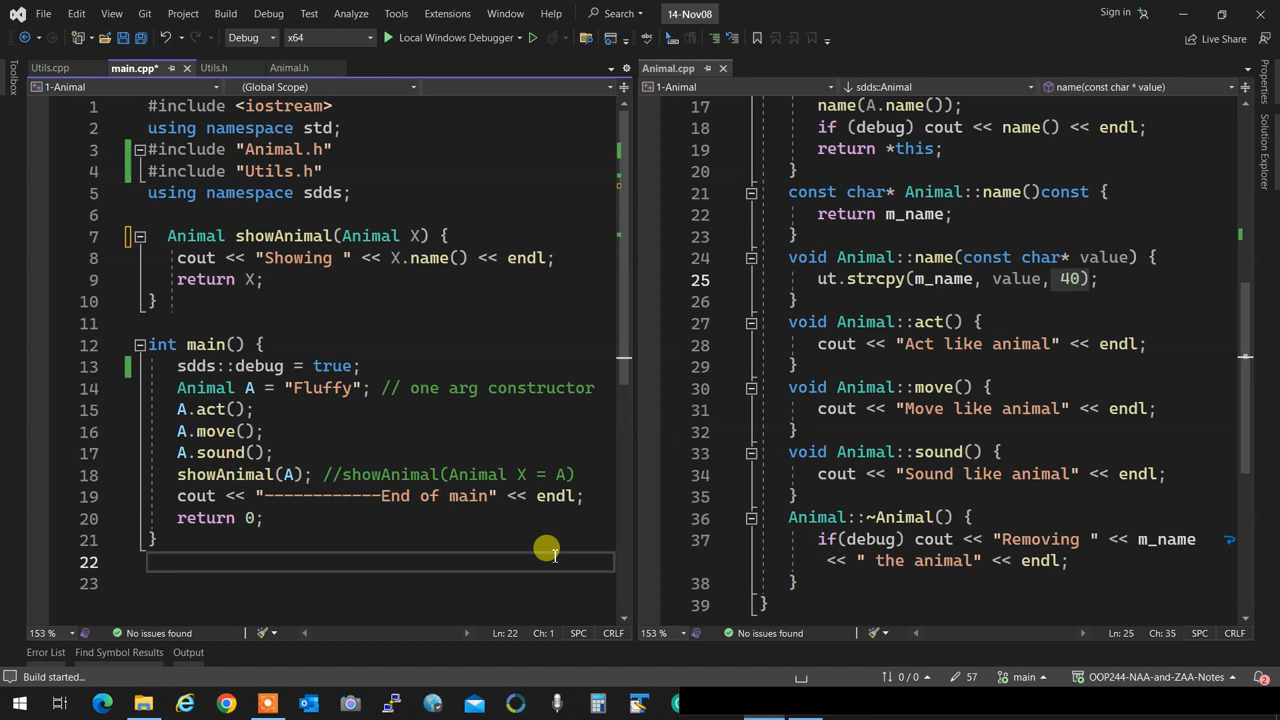 File Edit View Git Project Build Debug Test Analyze Tools Extensions Window Help Search 14-Nov08 Sign in
Debug x64 Local Windows Debugger Live Share
Toolbox
Utils.cpp main.cpp* Utils.h Animal.h
1-Animal (Global Scope)
1 #include <iostream>
2 using namespace std;
3 #include "Animal.h"
4 #include "Utils.h"
5 using namespace sdds;
6
7 Animal showAnimal(Animal X) {
8 cout << "Showing " << X.name() << endl;
9 return X;
10 }
11
12 int main() {
13 sdds::debug = true;
14 Animal A = "Fluffy"; // one arg constructor
15 A.act();
16 A.move();
17 A.sound();
18 showAnimal(A); //showAnimal(Animal X = A)
19 cout << "------------End of main" << endl;
20 return 0;
21 }
22
23
153 % No issues found Ln: 22 Ch: 1 SPC CRLF
Animal.cpp
1-Animal sdds::Animal name(const char * value)
17 name(A.name());
18 if (debug) cout << name() << endl;
19 return *this;
20 }
21 const char* Animal::name()const {
22 return m_name;
23 }
24 void Animal::name(const char* value) {
25 ut.strcpy(m_name, value, 40);
26 }
27 void Animal::act() {
28 cout << "Act like animal" << endl;
29 }
30 void Animal::move() {
31 cout << "Move like animal" << endl;
32 }
33 void Animal::sound() {
34 cout << "Sound like animal" << endl;
35 }
36 Animal::~Animal() {
37 if(debug) cout << "Removing " << m_name
<< " the animal" << endl;
38 }
39 }
153 % No issues found Ln: 25 Ch: 35 SPC CRLF
Properties
Solution Explorer
Error List Find Symbol Results Output
Build started... 0 / 0 57 main OOP244-NAA-and-ZAA-Notes 2